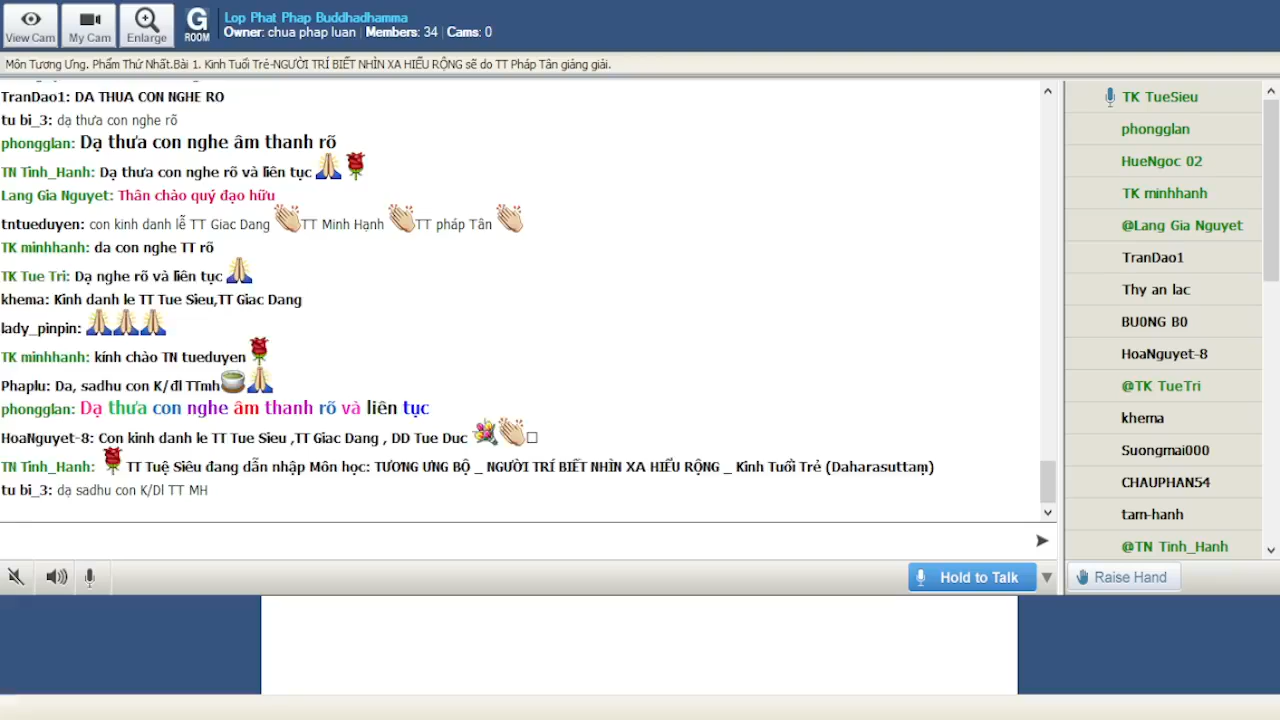 View Cam
My Cam
Enlarge
G
ROOM
Lop Phat Phap Buddhadhamma
Owner: chua phap luan | Members: 34 | Cams: 0
Môn Tương Ưng. Phẩm Thứ Nhất.Bài 1. Kinh Tuổi Trẻ-NGƯỜI TRÍ BIẾT NHÌN XA HIỂU RỘNG sẽ do TT Pháp Tân giảng giải.
TranDao1: DA THUA CON NGHE RO
tu bi_3: dạ thưa con nghe rõ
phongglan: Dạ thưa con nghe âm thanh rõ
TN Tinh_Hanh: Dạ thưa con nghe rõ và liên tục
Lang Gia Nguyet: Thân chào quý đạo hữu
tntueduyen: con kinh danh lễ TT Giac Dang TT Minh Hạnh TT pháp Tân
TK minhhanh: da con nghe TT rõ
TK Tue Tri: Dạ nghe rõ và liên tục
khema: Kinh danh le TT Tue Sieu,TT Giac Dang
lady_pinpin:
TK minhhanh: kính chào TN tueduyen
Phaplu: Da, sadhu con K/đl TTmh
phongglan: Dạ thưa con nghe âm thanh rõ và liên tục
HoaNguyet-8: Con kinh danh le TT Tue Sieu ,TT Giac Dang , DD Tue Duc
TN Tinh_Hanh: TT Tuệ Siêu đang dẫn nhập Môn học: TƯƠNG ƯNG BỘ _ NGƯỜI TRÍ BIẾT NHÌN XA HIỂU RỘNG _ Kinh Tuổi Trẻ (Daharasuttaṃ)
tu bi_3: dạ sadhu con K/Dl TT MH
TK TueSieu
phongglan
HueNgoc 02
TK minhhanh
@Lang Gia Nguyet
TranDao1
Thy an lac
BU0NG B0
HoaNguyet-8
@TK TueTri
khema
Suongmai000
CHAUPHAN54
tam-hanh
@TN Tinh_Hanh
Hold to Talk
Raise Hand